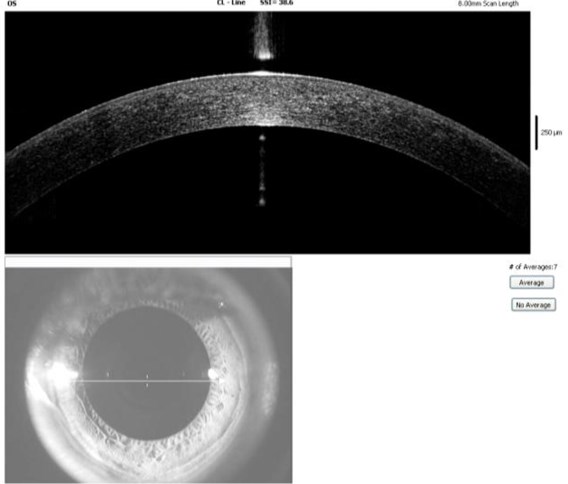 OS CL - Line SSI= 38.6 6.00mm Scan Length
250 µm
# of Averages:7
Average
No Average